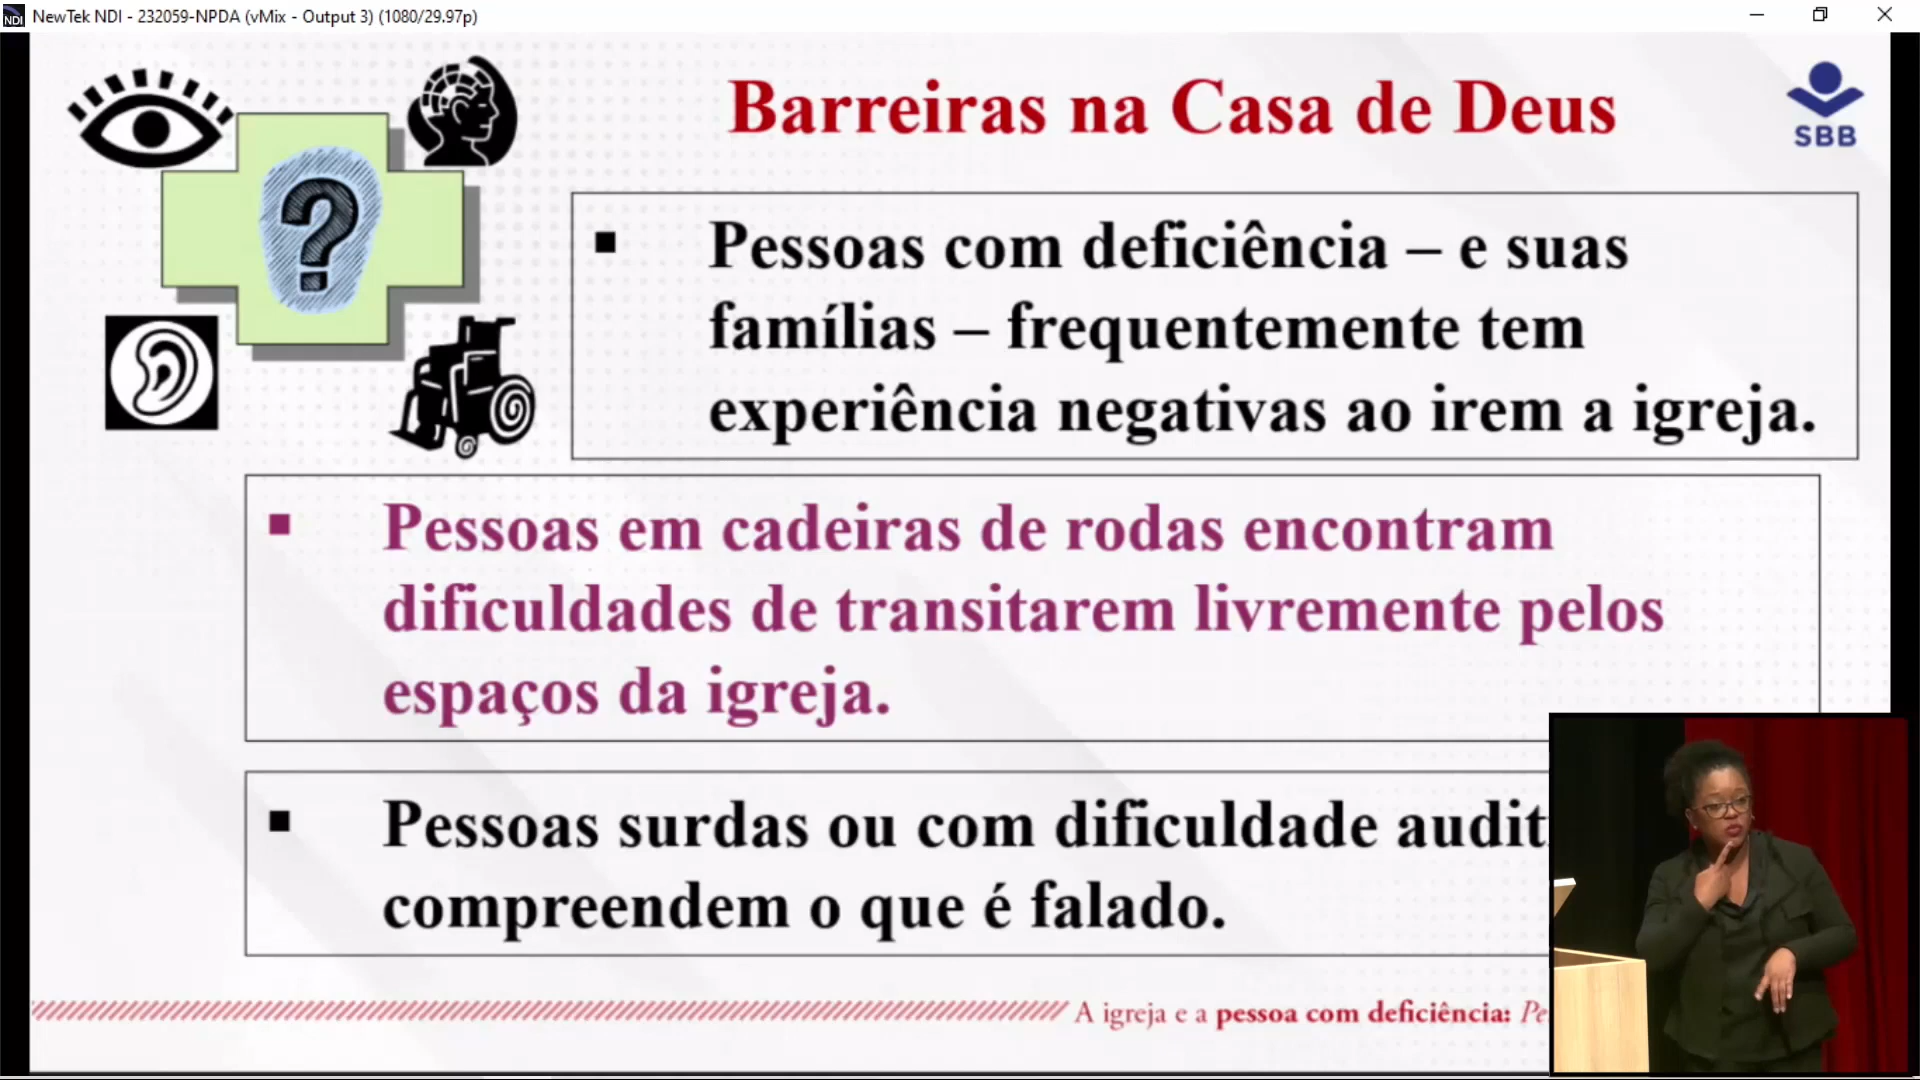 NewTek NDI - 232059-NPDA (vMix - Output 3) (1080/29.97p)
Barreiras na Casa de Deus
SBB
?
▪ Pessoas com deficiência – e suas
famílias – frequentemente tem
experiência negativas ao irem a igreja.
▪ Pessoas em cadeiras de rodas encontram
dificuldades de transitarem livremente pelos
espaços da igreja.
▪ Pessoas surdas ou com dificuldade
compreendem o que é falado.
A igreja e a pessoa com deficiência: